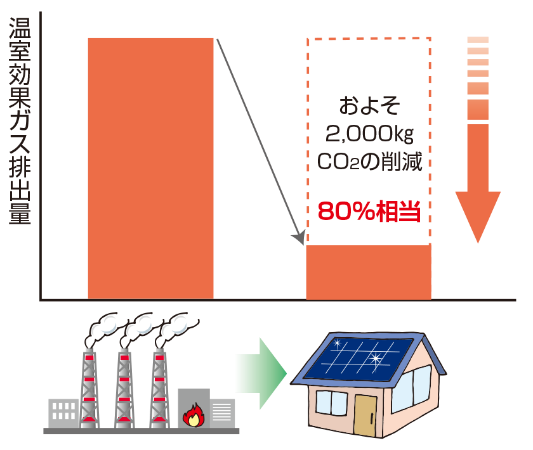 温室効果ガス排出量
およそ
2,000㎏
CO2の削減
80%相当